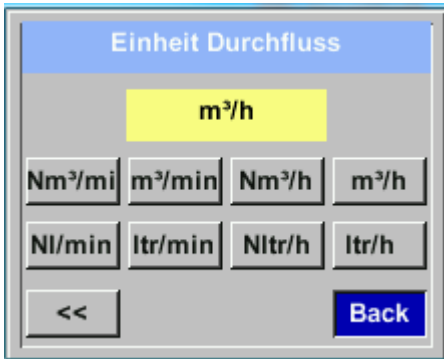 Einheit Durchfluss
m³/h
Nm³/mi m³/min Nm³/h m³/h
Nl/min ltr/min Nltr/h ltr/h
<< Back